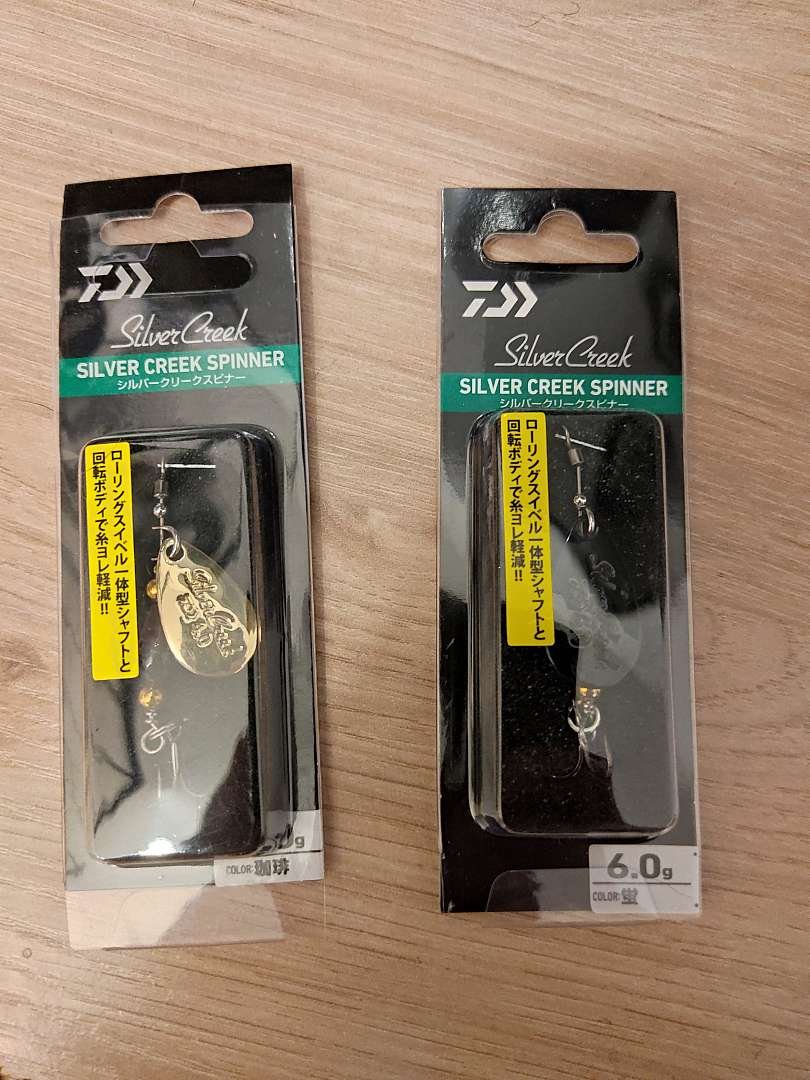 Silver Creek
SILVER CREEK SPINNER
シルバークリークスピナー
ローリングスイベル一体型シャフトと
回転ボディで糸ヨレ軽減!!
Silver Creek
g
COLOR: 珈琲
Silver Creek
SILVER CREEK SPINNER
シルバークリークスピナー
ローリングスイベル一体型シャフトと
回転ボディで糸ヨレ軽減!!
6.0g
COLOR: 蛍